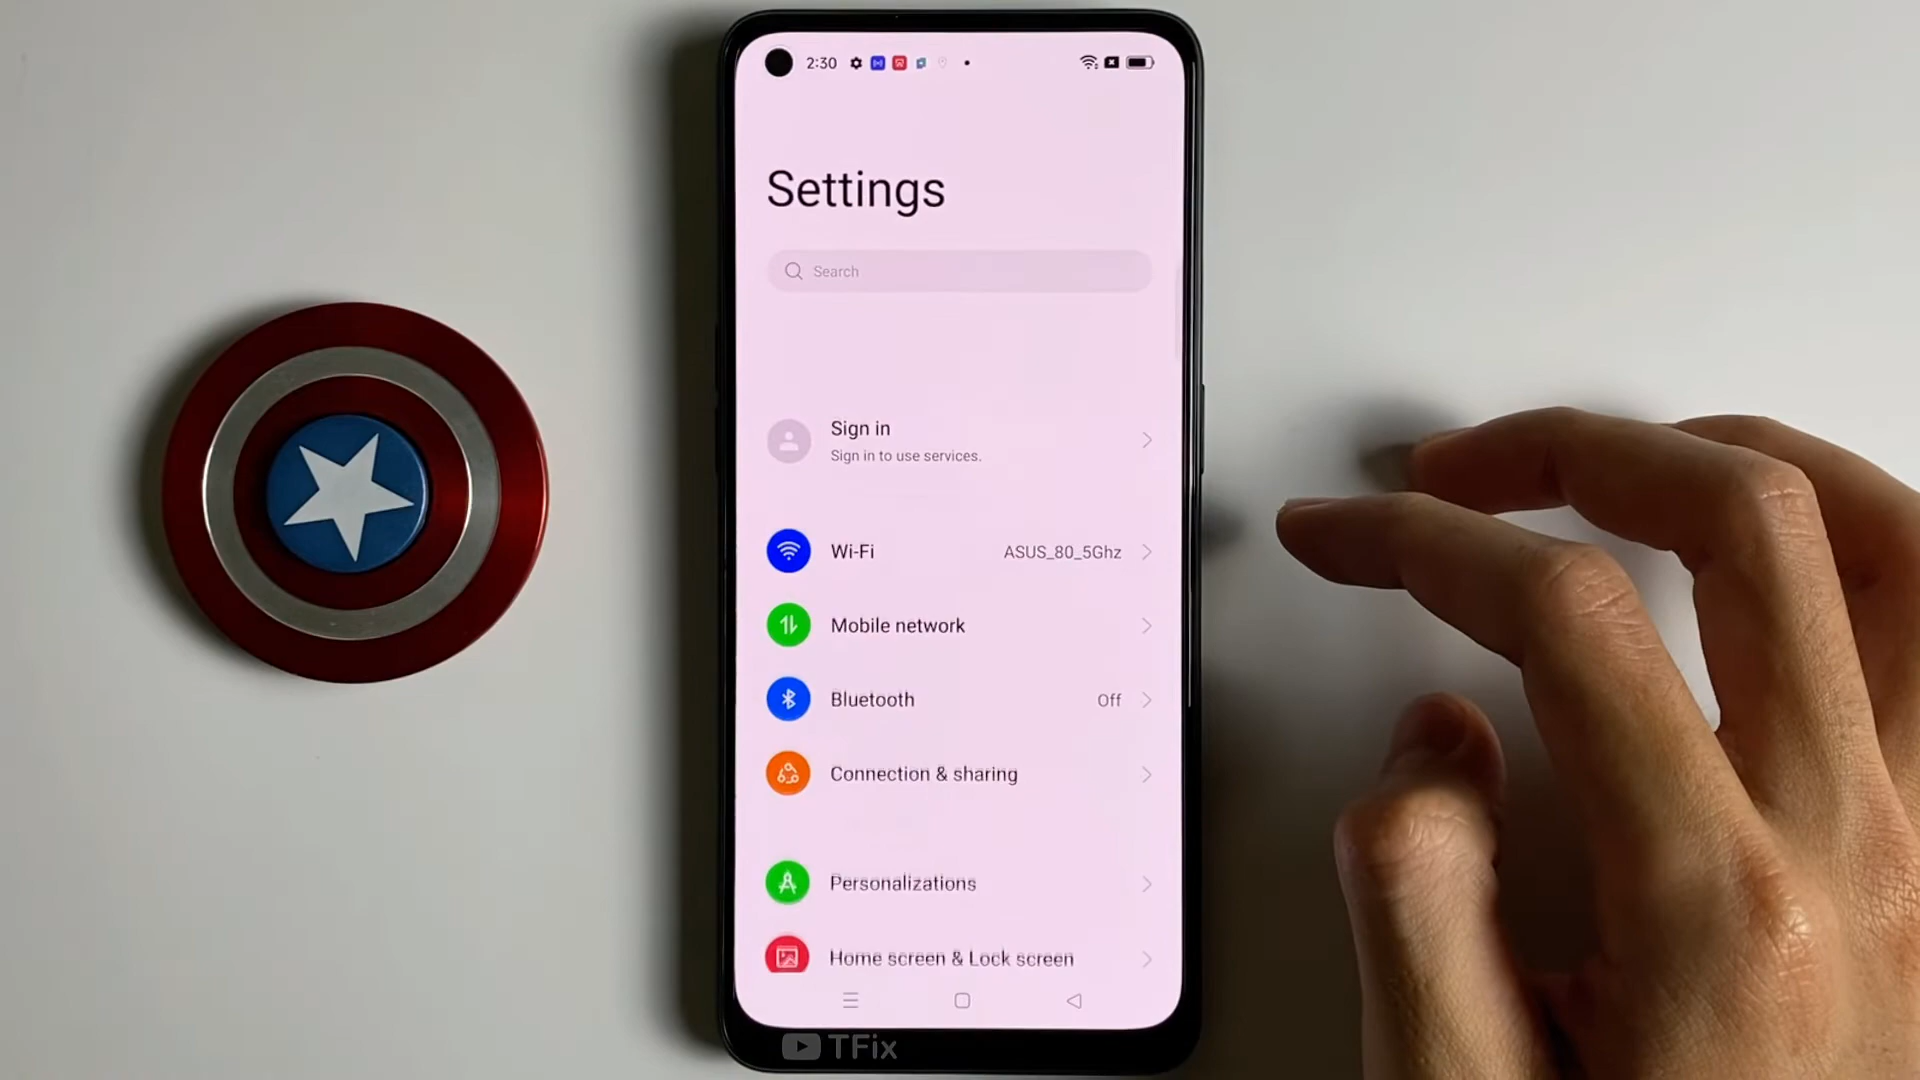 2:30
Settings
Search
Sign in
Sign in to use services.
Wi-Fi ASUS_80_5Ghz
Mobile network
Bluetooth Off
Connection & sharing
Personalizations
Home screen & Lock screen
TFix